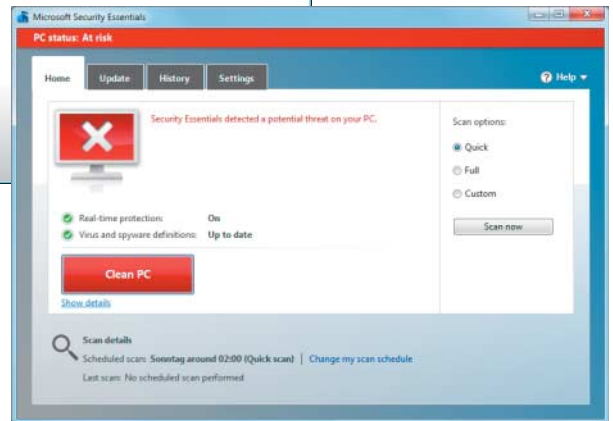 Microsoft Security Essentials
PC status: At risk
Home Update History Settings Help
Security Essentials detected a potential threat on your PC.
Scan options:
Quick
Full
Custom
Scan now
Real-time protection: On
Virus and spyware definitions: Up to date
Clean PC
Show details
Scan details
Scheduled scan: Sonntag around 02:00 (Quick scan) | Change my scan schedule
Last scan: No scheduled scan performed